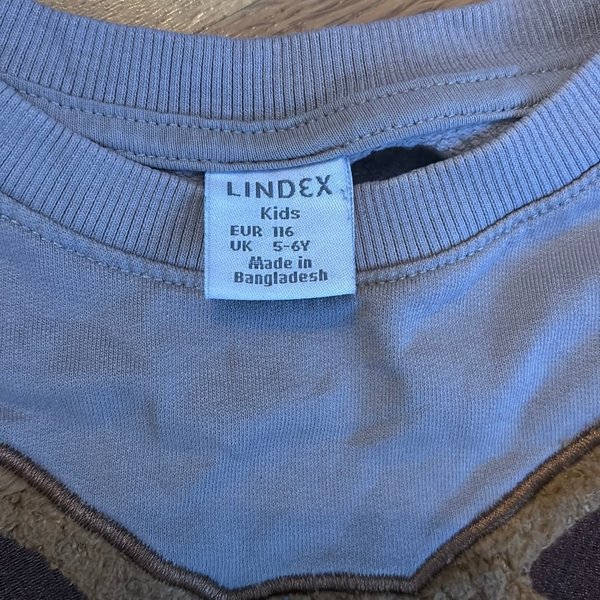 LINDEX
Kids
EUR 116
UK 5-6Y
Made in
Bangladesh